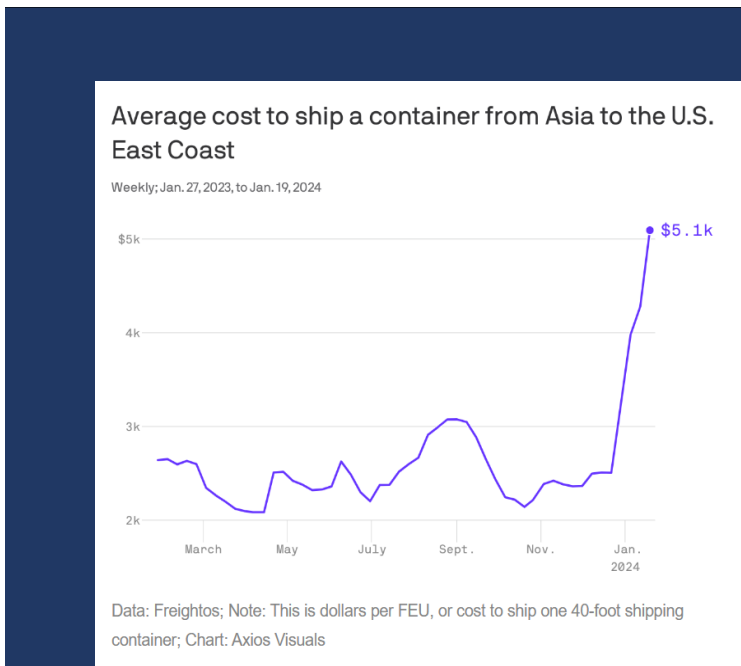 Average cost to ship a container from Asia to the U.S.
East Coast
Weekly; Jan. 27, 2023, to Jan. 19, 2024
$5.1k
$5k
4k
3k
2k
March May July Sept. Nov. Jan.
2024
Data: Freightos; Note: This is dollars per FEU, or cost to ship one 40-foot shipping
container; Chart: Axios Visuals